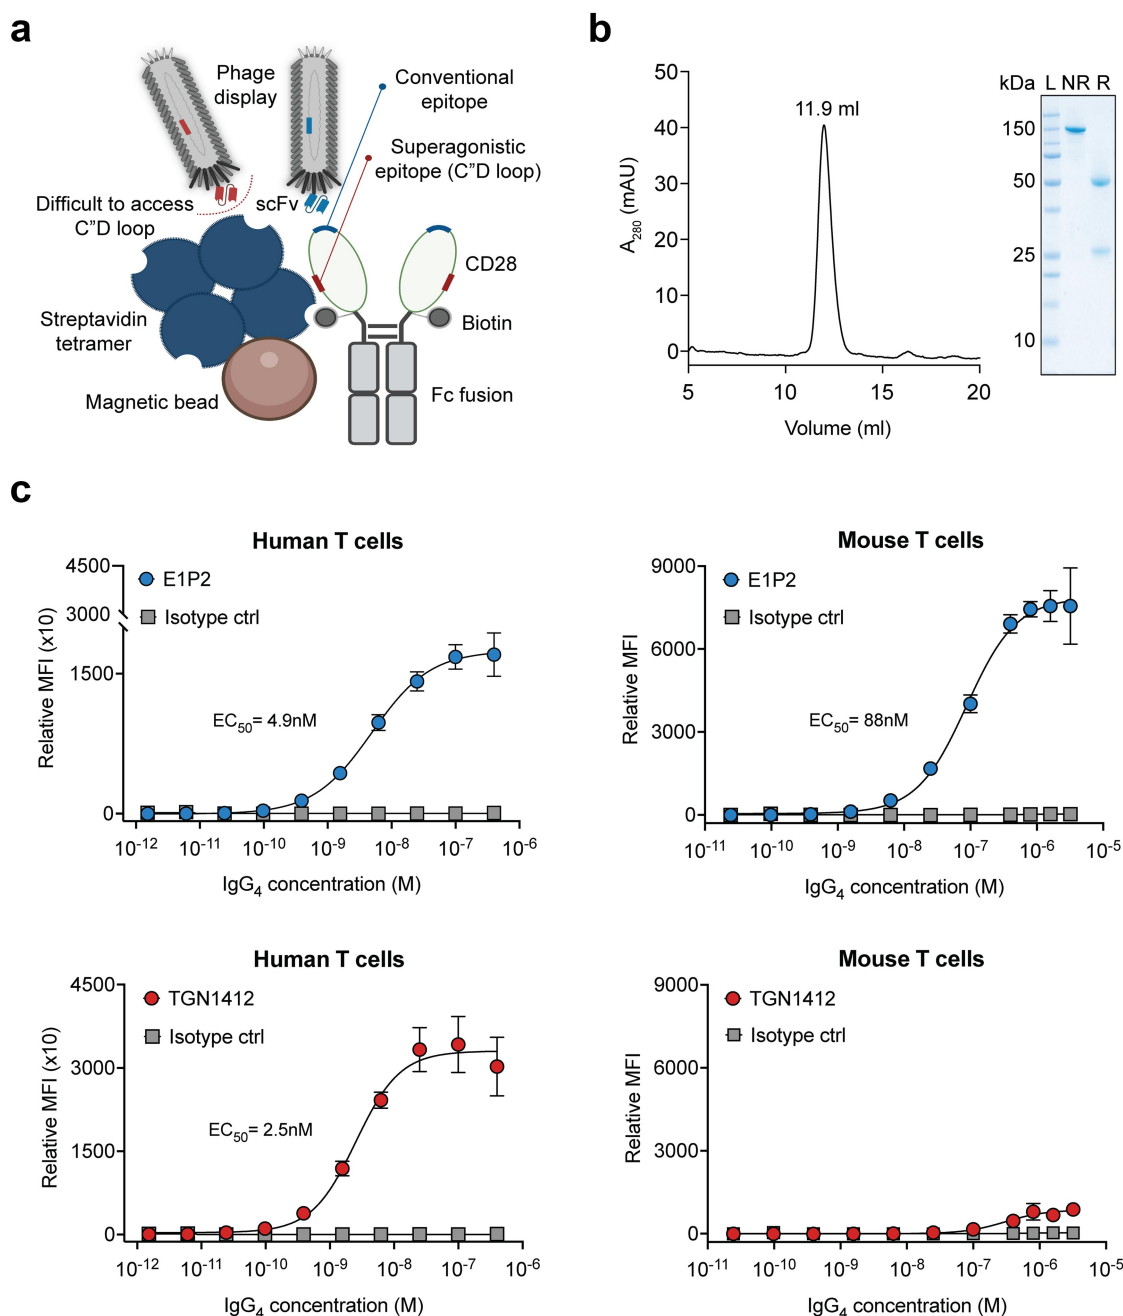 a
Phage
display
Conventional
epitope
Superagonistic
epitope (C”D loop)
Difficult to access
C”D loop
scFv
CD28
Streptavidin
tetramer
Biotin
Magnetic bead
Fc fusion
b
50
40
30
20
10
0
A280 (mAU)
11.9 ml
5
10
15
20
Volume (ml)
kDa L NR R
150
50
25
10
c
Human T cells
4500
3000
1500
0
Relative MFI (x10)
E1P2
Isotype ctrl
EC50= 4.9nM
10-12 10-11 10-10 10-9 10-8 10-7 10-6
IgG4 concentration (M)
Mouse T cells
9000
6000
3000
0
Relative MFI
E1P2
Isotype ctrl
EC50= 88nM
10-11 10-10 10-9 10-8 10-7 10-6 10-5
IgG4 concentration (M)
Human T cells
4500
3000
1500
0
Relative MFI (x10)
TGN1412
Isotype ctrl
EC50= 2.5nM
10-12 10-11 10-10 10-9 10-8 10-7 10-6
IgG4 concentration (M)
Mouse T cells
9000
6000
3000
0
Relative MFI
TGN1412
Isotype ctrl
10-11 10-10 10-9 10-8 10-7 10-6 10-5
IgG4 concentration (M)